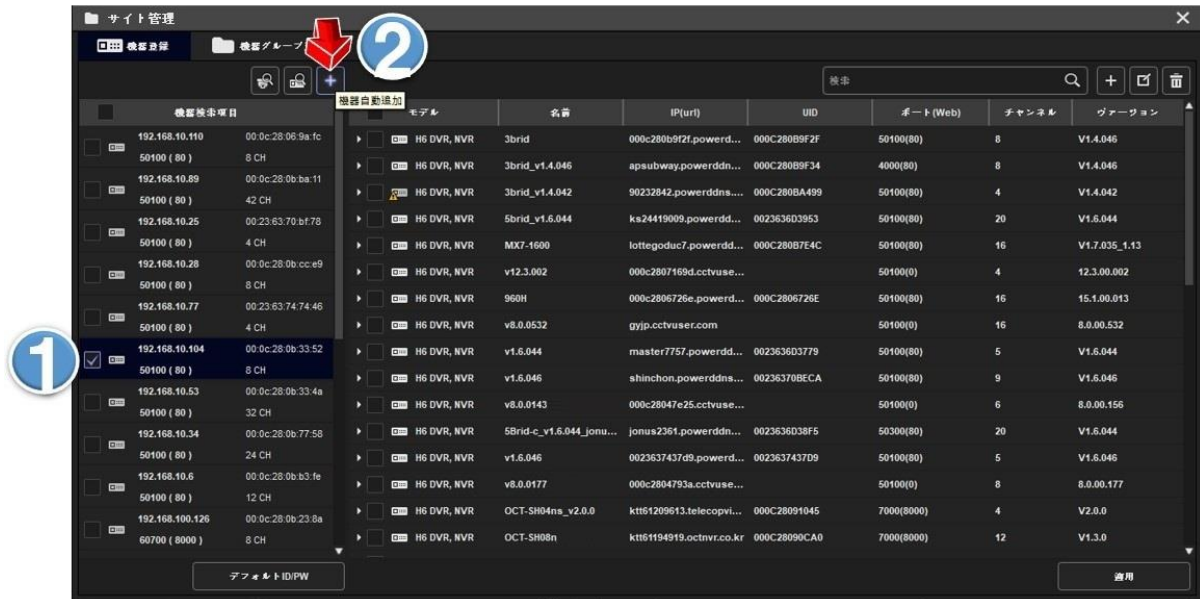 サイト管理
機器登録
機器グループ
2
機器自動追加
検索
機器検索項目
モデル 名前 IP(url) UID ポート(Web) チャンネル ヴァージョン
192.168.10.110 00:0c:28:06:9a:fc
50100 ( 80 ) 8 CH
192.168.10.89 00:0c:28:0b:ba:11
50100 ( 80 ) 42 CH
192.168.10.25 00:23:63:70:bf:78
50100 ( 80 ) 4 CH
192.168.10.28 00:0c:28:0b:cc:e9
50100 ( 80 ) 8 CH
192.168.10.77 00:23:63:74:74:46
50100 ( 80 ) 4 CH
1
192.168.10.104 00:0c:28:0b:33:52
50100 ( 80 ) 8 CH
192.168.10.53 00:0c:28:0b:33:4a
50100 ( 80 ) 32 CH
192.168.10.34 00:0c:28:0b:77:58
50100 ( 80 ) 24 CH
192.168.10.6 00:0c:28:0b:b3:fe
50100 ( 80 ) 12 CH
192.168.100.126 00:0c:28:0b:23:8a
60700 ( 8000 ) 8 CH
H6 DVR, NVR 3brid 000c280b9f2f.powerd... 000C280B9F2F 50100(80) 8 V1.4.046
H6 DVR, NVR 3brid_v1.4.046 apsubway.powerddn... 000C280B9F34 4000(80) 8 V1.4.046
H6 DVR, NVR 3brid_v1.4.042 90232842.powerddns.... 000C280BA499 50100(80) 4 V1.4.042
H6 DVR, NVR 5brid_v1.6.044 ks24419009.powerdd... 0023636D3953 50100(80) 20 V1.6.044
H6 DVR, NVR MX7-1600 lottegoduc7.powerdd... 000C280B7E4C 50100(80) 16 V1.7.035_1.13
H6 DVR, NVR v12.3.002 000c2807169d.cctvuse... 50100(0) 4 12.3.00.002
H6 DVR, NVR 960H 000c2806726e.powerd... 000C2806726E 50100(80) 16 15.1.00.013
H6 DVR, NVR v8.0.0532 gyjp.cctvuser.com 50100(0) 16 8.0.00.532
H6 DVR, NVR v1.6.044 master7757.powerdd... 0023636D3779 50100(80) 5 V1.6.044
H6 DVR, NVR v1.6.046 shinchon.powerddns... 00236370BECA 50100(80) 9 V1.6.046
H6 DVR, NVR v8.0.0143 000c28047e25.cctvuse... 50100(0) 6 8.0.00.156
H6 DVR, NVR 5Brid-c_v1.6.044_jonu... jonus2361.powerddn... 0023636D38F5 50300(80) 20 V1.6.044
H6 DVR, NVR v1.6.046 0023637437d9.powerd... 0023637437D9 50100(80) 5 V1.6.046
H6 DVR, NVR v8.0.0177 000c2804793a.cctvuse... 50100(0) 8 8.0.00.177
H6 DVR, NVR OCT-SH04ns_v2.0.0 ktt61209613.telecopvi... 000C28091045 7000(8000) 4 V2.0.0
H6 DVR, NVR OCT-SH08n ktt61194919.octnvr.co.kr 000C28090CA0 7000(8000) 12 V1.3.0
デフォルトID/PW
適用